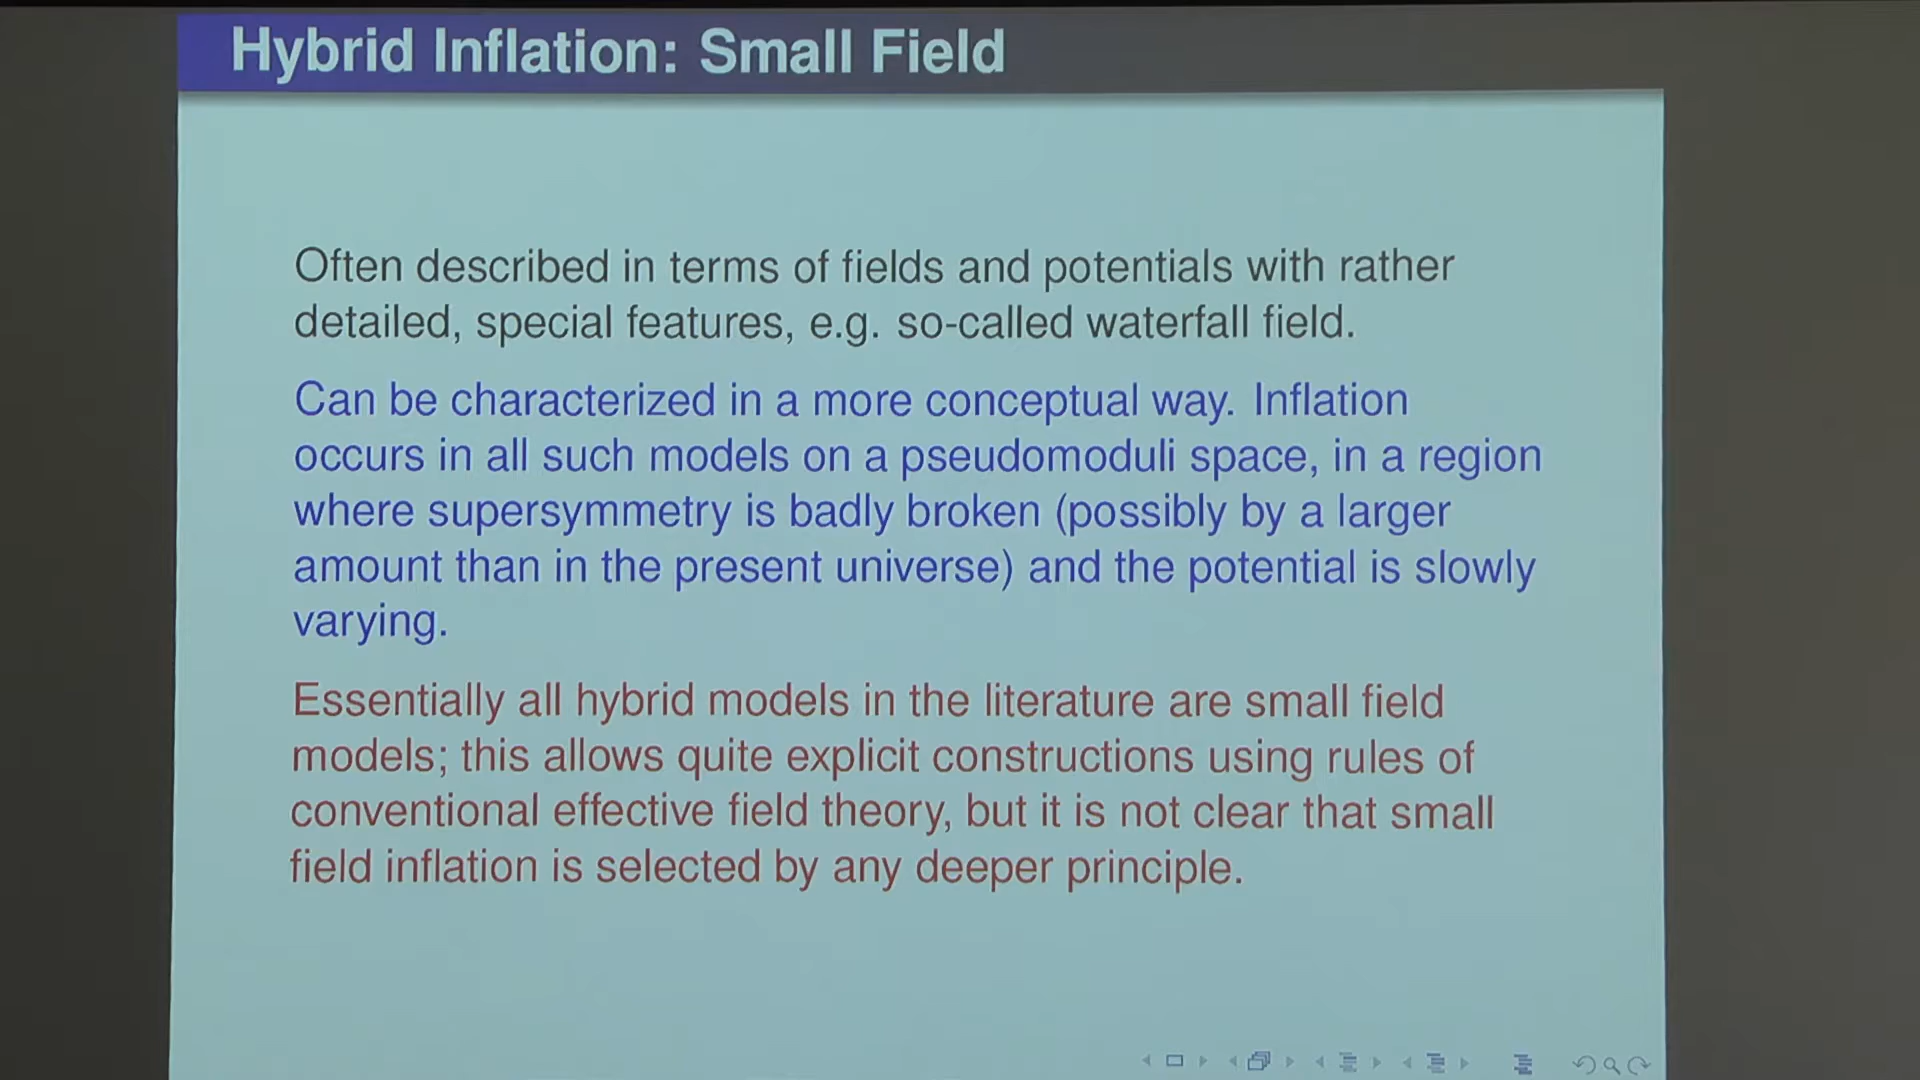 Hybrid Inflation: Small Field
Often described in terms of fields and potentials with rather
detailed, special features, e.g. so-called waterfall field.
Can be characterized in a more conceptual way. Inflation
occurs in all such models on a pseudomoduli space, in a region
where supersymmetry is badly broken (possibly by a larger
amount than in the present universe) and the potential is slowly
varying.
Essentially all hybrid models in the literature are small field
models; this allows quite explicit constructions using rules of
conventional effective field theory, but it is not clear that small
field inflation is selected by any deeper principle.